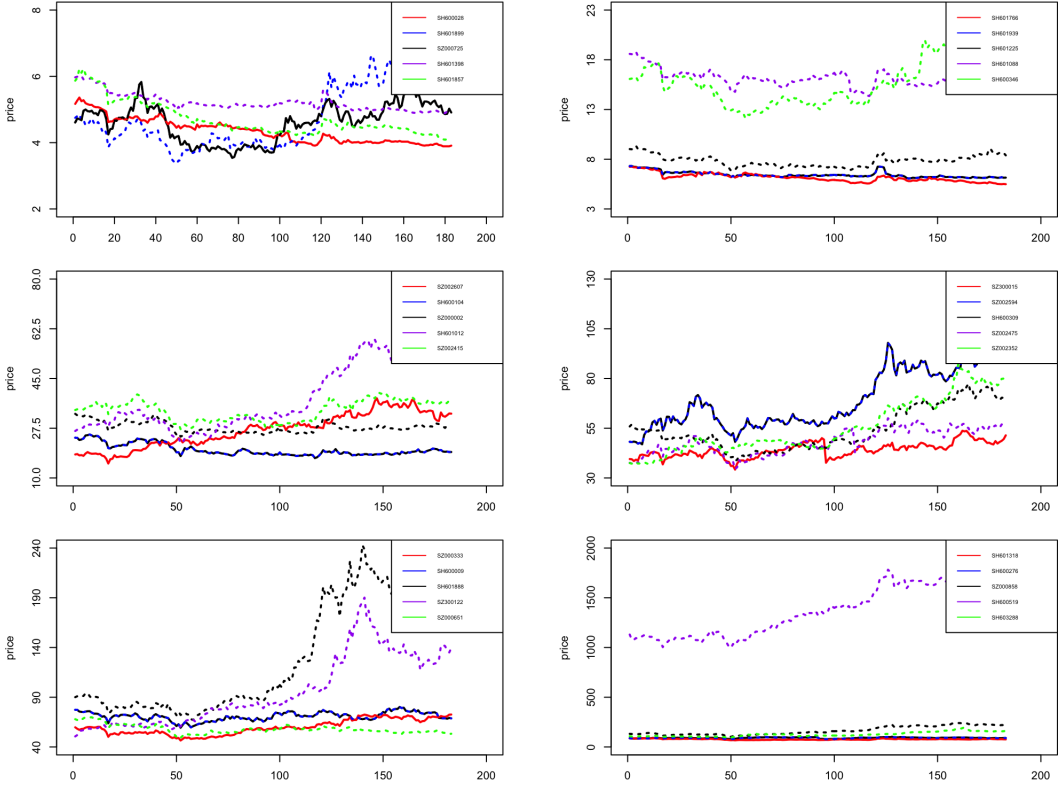 price
8
6
4
2
0 20 40 60 80 100 120 140 160 180 200
SH600028
SH601899
SZ000725
SH601398
SH601857
price
23
18
13
8
3
0 50 100 150 200
SH601766
SH601939
SH601225
SH601088
SH600346
price
80.0
62.5
45.0
27.5
10.0
0 50 100 150 200
SZ002607
SH600104
SZ000002
SH601012
SZ002415
price
130
105
80
55
30
0 50 100 150 200
SZ300015
SZ002594
SH600309
SZ002475
SZ002352
price
240
190
140
90
40
0 50 100 150 200
SZ000333
SH600009
SH601888
SZ300122
SZ000651
price
2000
1500
1000
500
0
0 50 100 150 200
SH601318
SH600276
SZ000858
SH600519
SH603288